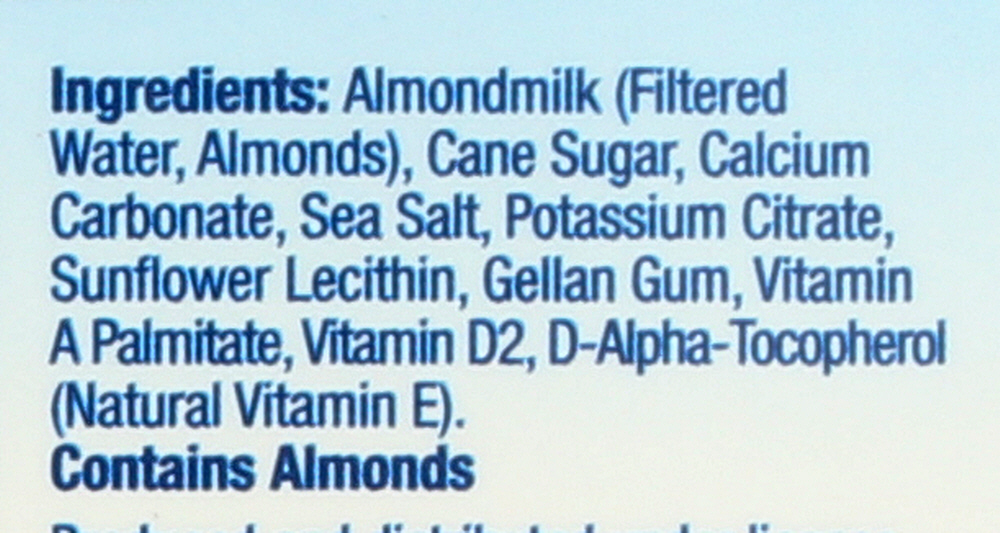 Ingredients: Almondmilk (Filtered
Water, Almonds), Cane Sugar, Calcium
Carbonate, Sea Salt, Potassium Citrate,
Sunflower Lecithin, Gellan Gum, Vitamin
A Palmitate, Vitamin D2, D-Alpha-Tocopherol
(Natural Vitamin E).
Contains Almonds